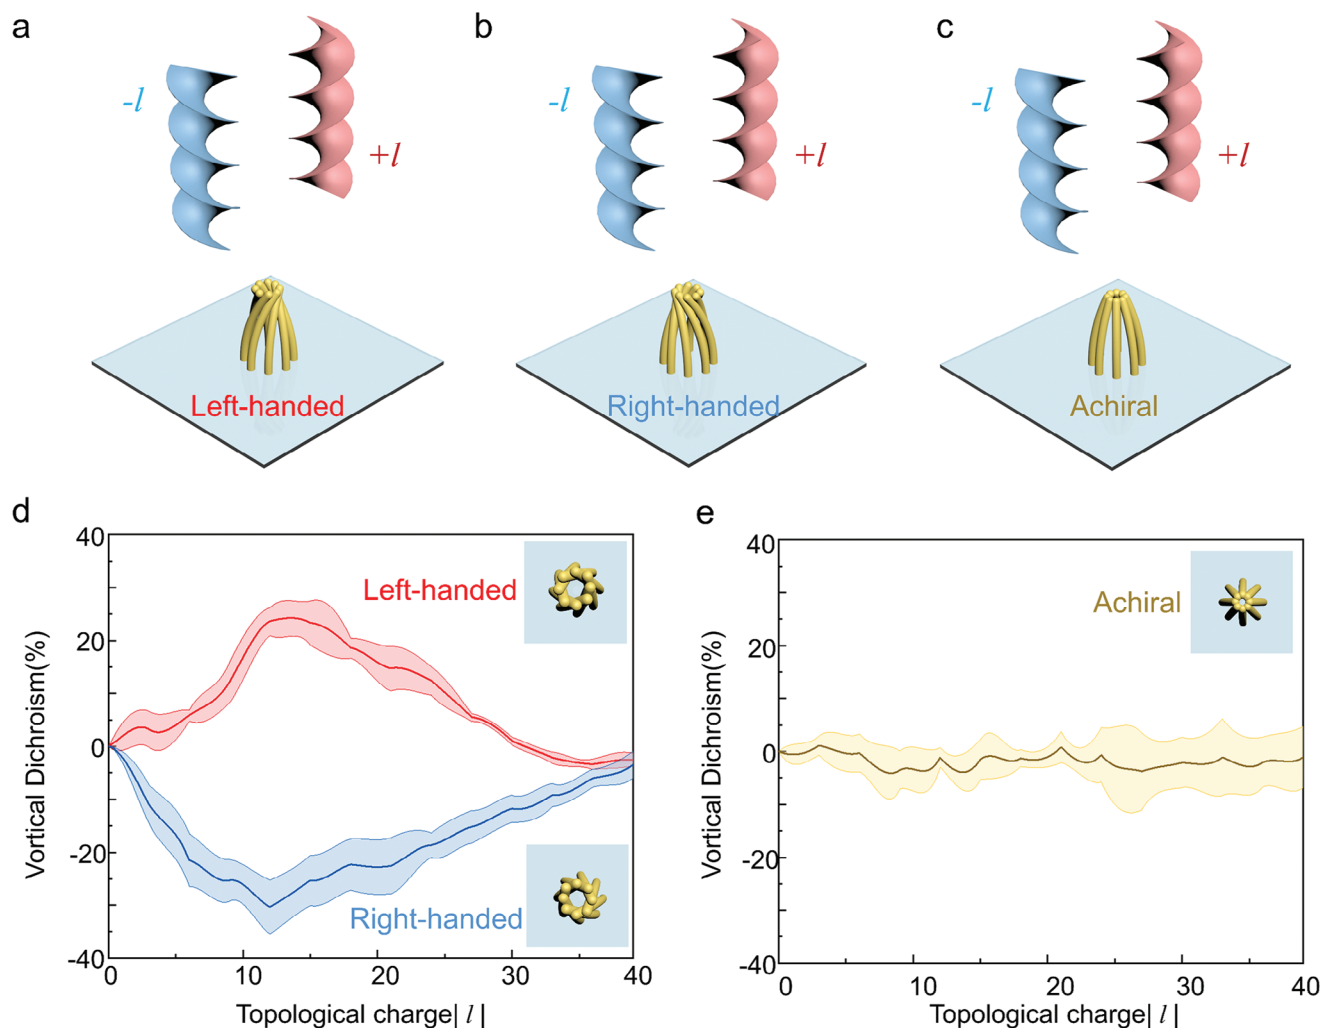 a
b
c
-l
+l
-l
+l
-l
+l
Left-handed
Right-handed
Achiral
d
e
40
20
0
-20
-40
Vortical Dichroism(%)
Left-handed
Right-handed
0
10
20
30
40
Topological charge| l |
40
20
0
-20
-40
Vortical Dichroism(%)
Achiral
0
10
20
30
40
Topological charge| l |